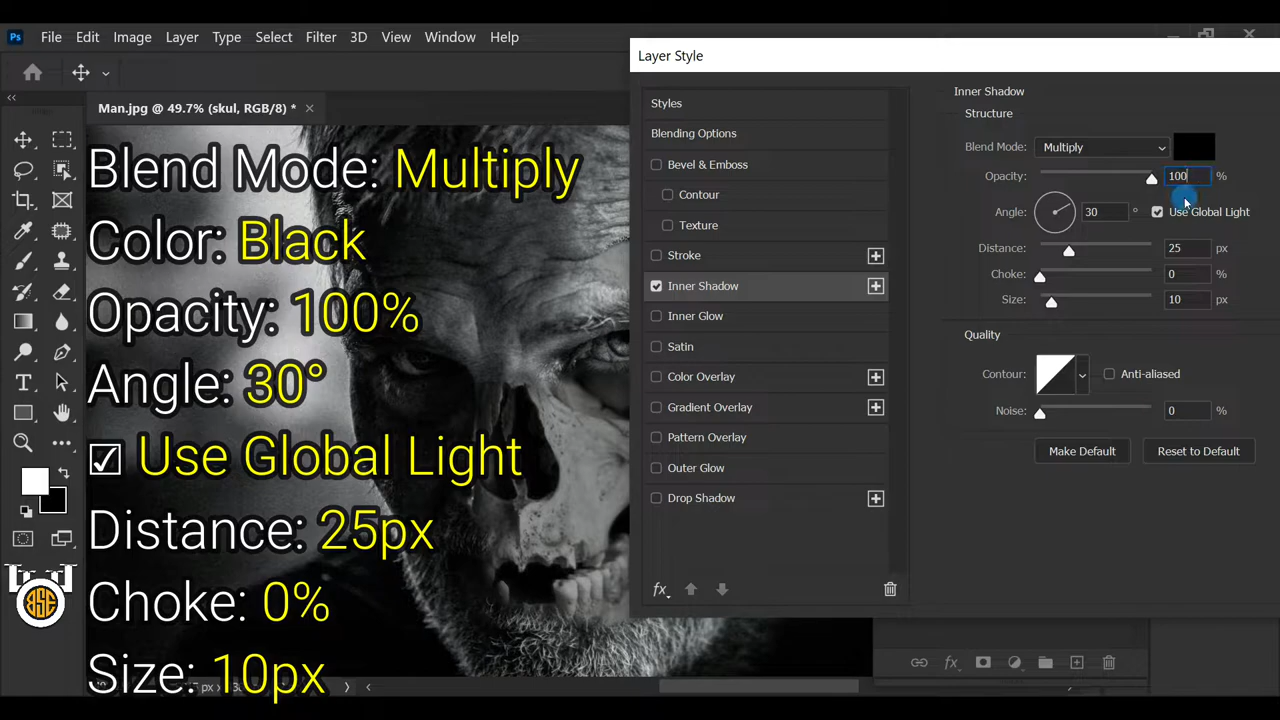 Ps File Edit Image Layer Type Select Filter 3D View Window Help
Layer Style
Man.jpg @ 49.7% (skul, RGB/8) *
Blend Mode: Multiply
Color: Black
Opacity: 100%
Angle: 30°
☑ Use Global Light
Distance: 25px
Choke: 0%
Size: 10px
Styles
Blending Options
Bevel & Emboss
Contour
Texture
Stroke
Inner Shadow
Inner Glow
Satin
Color Overlay
Gradient Overlay
Pattern Overlay
Outer Glow
Drop Shadow
fx
Inner Shadow
Structure
Blend Mode: Multiply
Opacity: 100 %
Angle: 30 ° Use Global Light
Distance: 25 px
Choke: 0 %
Size: 10 px
Quality
Contour: Anti-aliased
Noise: 0 %
Make Default Reset to Default
fx